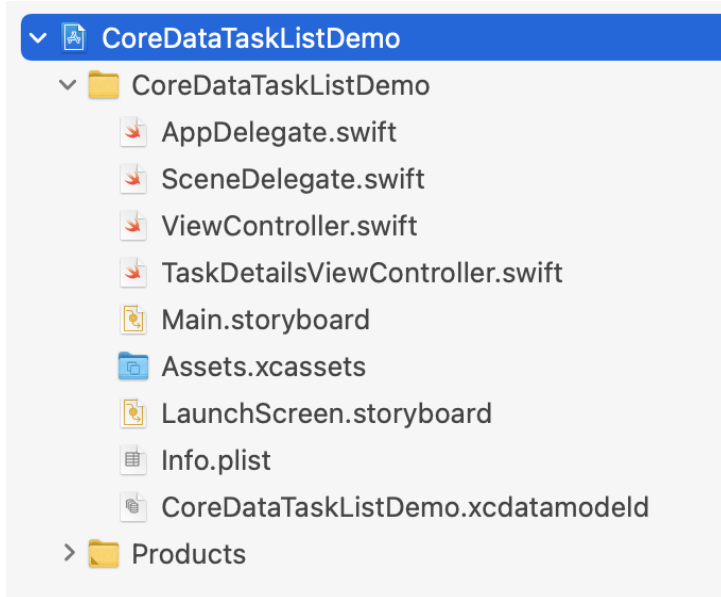 CoreDataTaskListDemo
CoreDataTaskListDemo
AppDelegate.swift
SceneDelegate.swift
ViewController.swift
TaskDetailsViewController.swift
Main.storyboard
Assets.xcassets
LaunchScreen.storyboard
Info.plist
CoreDataTaskListDemo.xcdatamodeld
Products